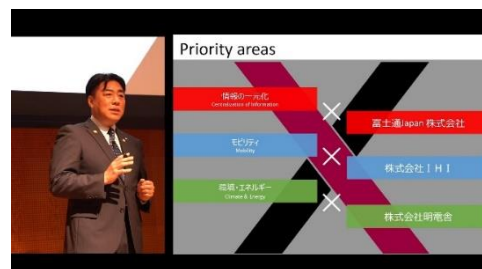 Priority areas
情報の一元化
Centralization of Information
富士通Japan 株式会社
モビリティ
Mobility
株式会社ＩＨＩ
環境・エネルギー
Climate & Energy
株式会社明電舎